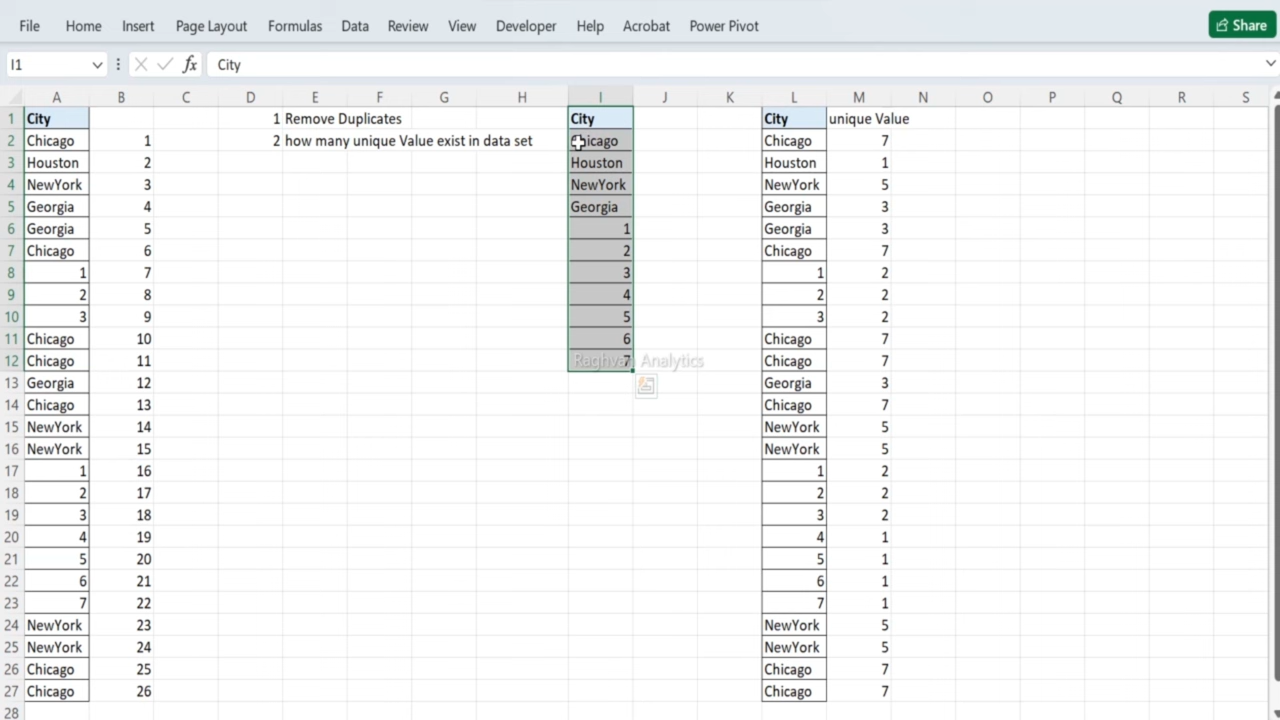 File Home Insert Page Layout Formulas Data Review View Developer Help Acrobat Power Pivot Share
I1 fx City
A B C D E F G H I J K L M N O P Q R S
1 City 1 Remove Duplicates City City unique Value
2 Chicago 1 2 how many unique Value exist in data set Chicago Chicago 7
3 Houston 2 Houston Houston 1
4 NewYork 3 NewYork NewYork 5
5 Georgia 4 Georgia Georgia 3
6 Georgia 5 1 Georgia 3
7 Chicago 6 2 Chicago 7
8 1 7 3 1 2
9 2 8 4 2 2
10 3 9 5 3 2
11 Chicago 10 6 Chicago 7
12 Chicago 11 7 Chicago 7
Raghvan Analytics
13 Georgia 12 Georgia 3
14 Chicago 13 Chicago 7
15 NewYork 14 NewYork 5
16 NewYork 15 NewYork 5
17 1 16 1 2
18 2 17 2 2
19 3 18 3 2
20 4 19 4 1
21 5 20 5 1
22 6 21 6 1
23 7 22 7 1
24 NewYork 23 NewYork 5
25 NewYork 24 NewYork 5
26 Chicago 25 Chicago 7
27 Chicago 26 Chicago 7
28